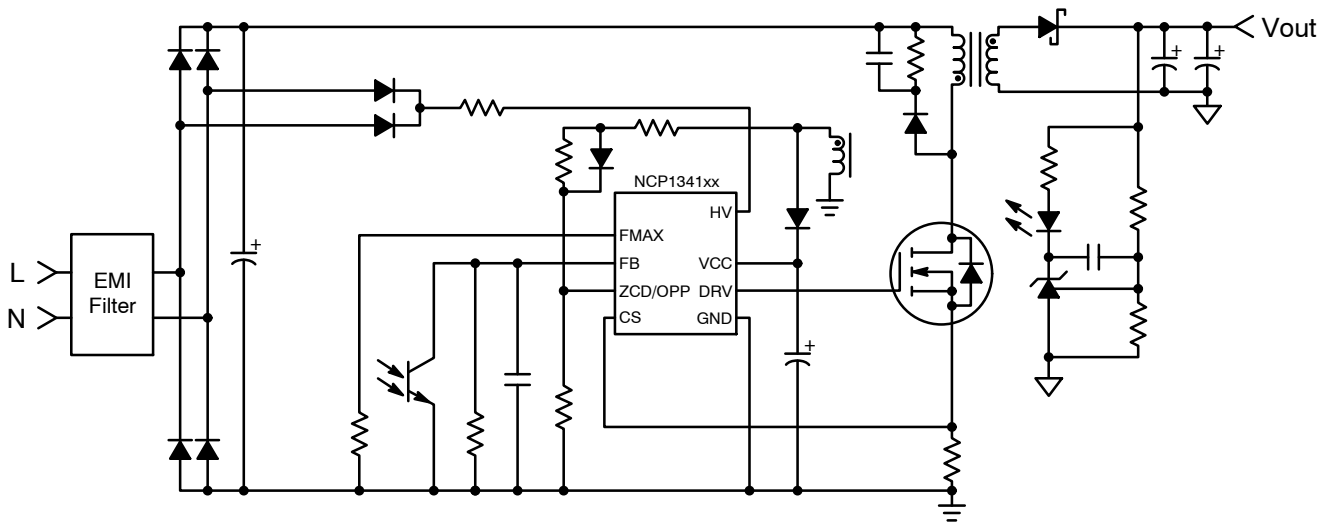 Vout
NCP1341xx
HV
FMAX
L
EMI
Filter
FB
VCC
ZCD/OPP
DRV
N
CS
GND
+
+
+
+